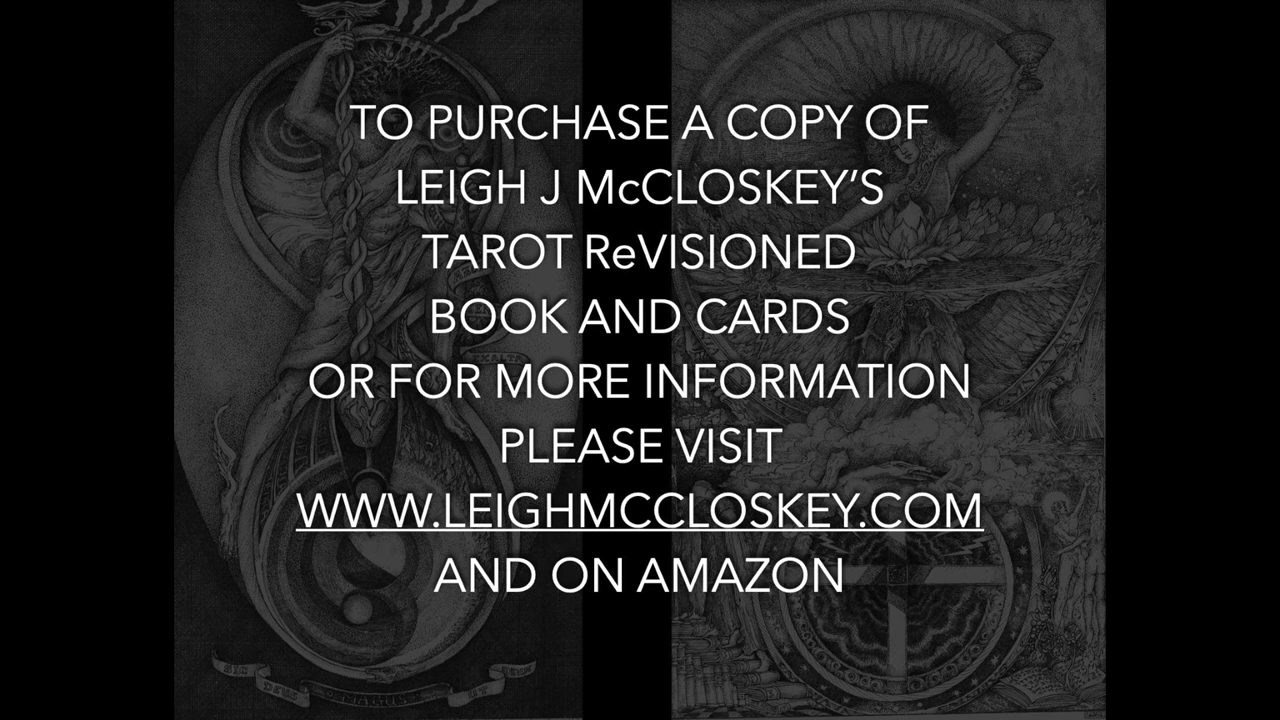 TO PURCHASE A COPY OF
LEIGH J McCLOSKEY'S
TAROT ReVISIONED
BOOK AND CARDS
OR FOR MORE INFORMATION
PLEASE VISIT
WWW.LEIGHMCCLOSKEY.COM
AND ON AMAZON